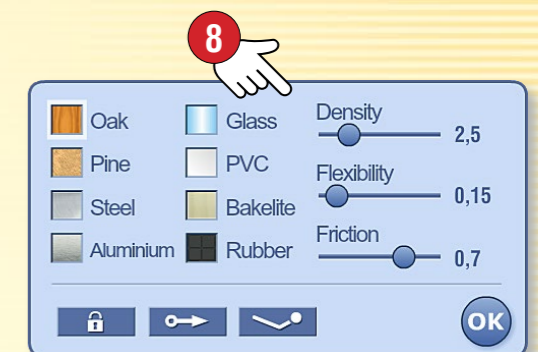 8
Oak
Pine
Steel
Aluminium
Glass
PVC
Bakelite
Rubber
Density
2,5
Flexibility
0,15
Friction
0,7
OK